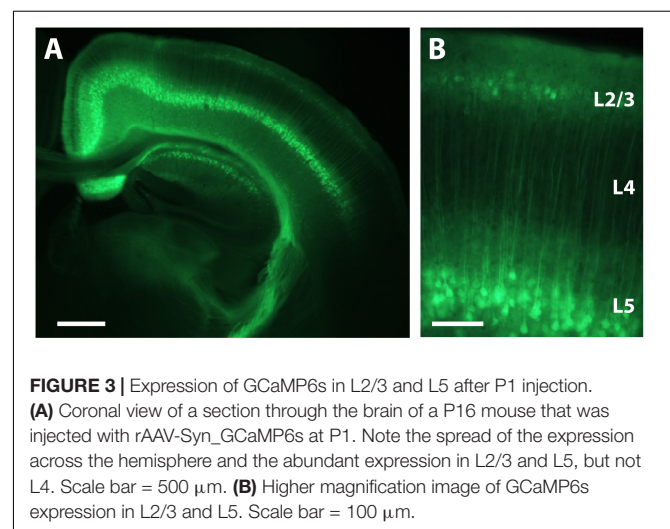 A
B
L2/3
L4
L5
FIGURE 3 | Expression of GCaMP6s in L2/3 and L5 after P1 injection.
(A) Coronal view of a section through the brain of a P16 mouse that was
injected with rAAV-Syn_GCaMP6s at P1. Note the spread of the expression
across the hemisphere and the abundant expression in L2/3 and L5, but not
L4. Scale bar = 500 μm. (B) Higher magnification image of GCaMP6s
expression in L2/3 and L5. Scale bar = 100 μm.